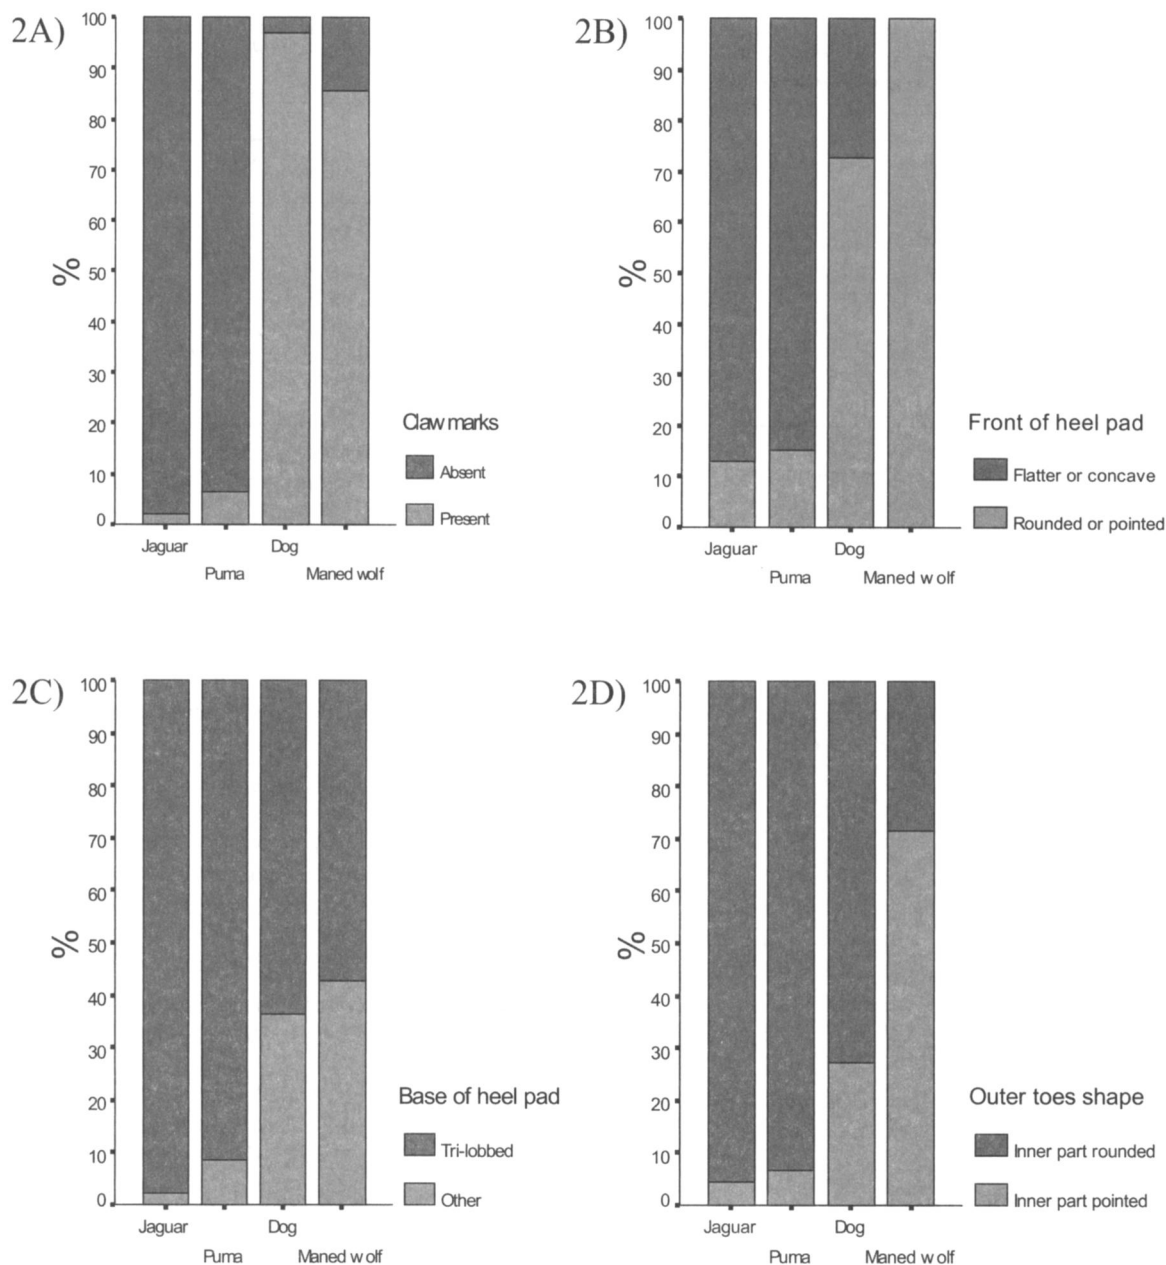 2A)
100
90
80
70
60
50
40
30
20
10
0
%
Jaguar
Puma
Dog
Maned wolf
Claw marks
Absent
Present
2B)
100
90
80
70
60
50
40
30
20
10
0
%
Jaguar
Puma
Dog
Maned wolf
Front of heel pad
Flatter or concave
Rounded or pointed
2C)
100
90
80
70
60
50
40
30
20
10
0
%
Jaguar
Puma
Dog
Maned wolf
Base of heel pad
Tri-lobbed
Other
2D)
100
90
80
70
60
50
40
30
20
10
0
%
Jaguar
Puma
Dog
Maned wolf
Outer toes shape
Inner part rounded
Inner part pointed